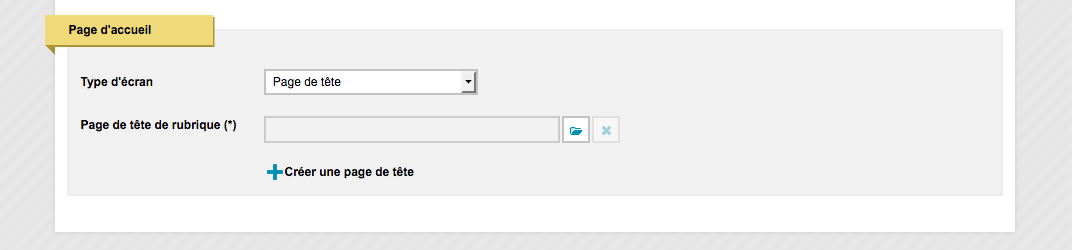 Page d'accueil
Type d'écran
Page de tête
Page de tête de rubrique (*)
Créer une page de tête